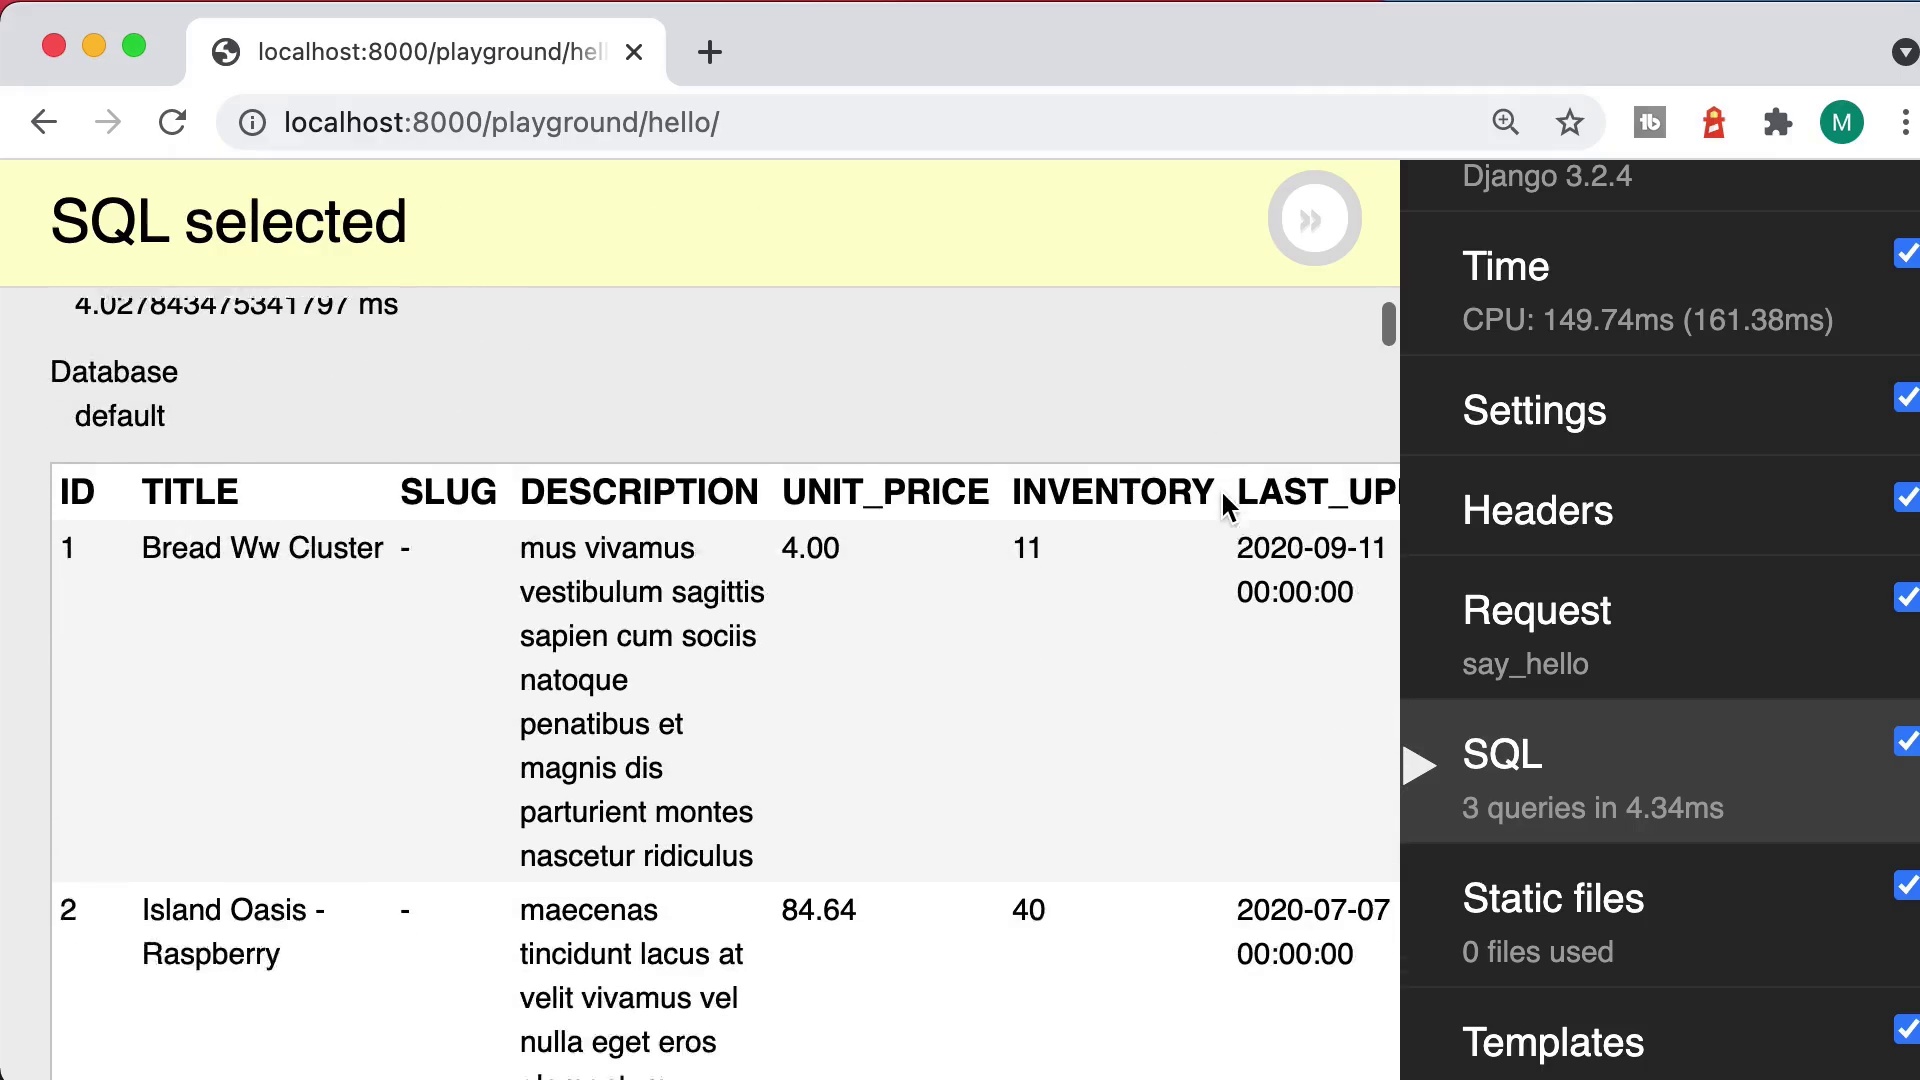 localhost:8000/playground/hel
localhost:8000/playground/hello/
M
SQL selected
»
4.027843475341797 ms
Database
default
ID TITLE SLUG DESCRIPTION UNIT_PRICE INVENTORY LAST_UP
1 Bread Ww Cluster - mus vivamus 4.00 11 2020-09-11
vestibulum sagittis 00:00:00
sapien cum sociis
natoque
penatibus et
magnis dis
parturient montes
nascetur ridiculus
2 Island Oasis - - maecenas 84.64 40 2020-07-07
Raspberry tincidunt lacus at 00:00:00
velit vivamus vel
nulla eget eros
Django 3.2.4
Time
CPU: 149.74ms (161.38ms)
Settings
Headers
Request
say_hello
SQL
3 queries in 4.34ms
Static files
0 files used
Templates